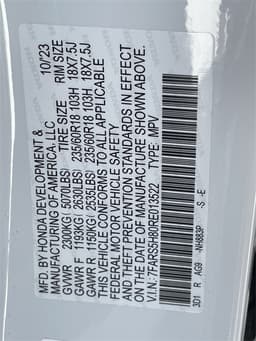 MFD. BY HONDA DEVELOPMENT & 10/23
MANUFACTURING OF AMERICA, LLC
GVWR 2300KG( 5070LBS) TIRE SIZE RIM SIZE
GAWR F 1193KG( 2630LBS) 235/60R18 103H 18X7.5J
GAWR R 1150KG( 2535LBS) 235/60R18 103H 18X7.5J
THIS VEHICLE CONFORMS TO ALL APPLICABLE
FEDERAL MOTOR VEHICLE SAFETY
AND THEFT PREVENTION STANDARDS IN EFFECT
ON THE DATE OF MANUFACTURE SHOWN ABOVE.
V.I.N: 7FARS5H80RE013522 TYPE: MPV
S -E
3D1 R AG9 NH883P